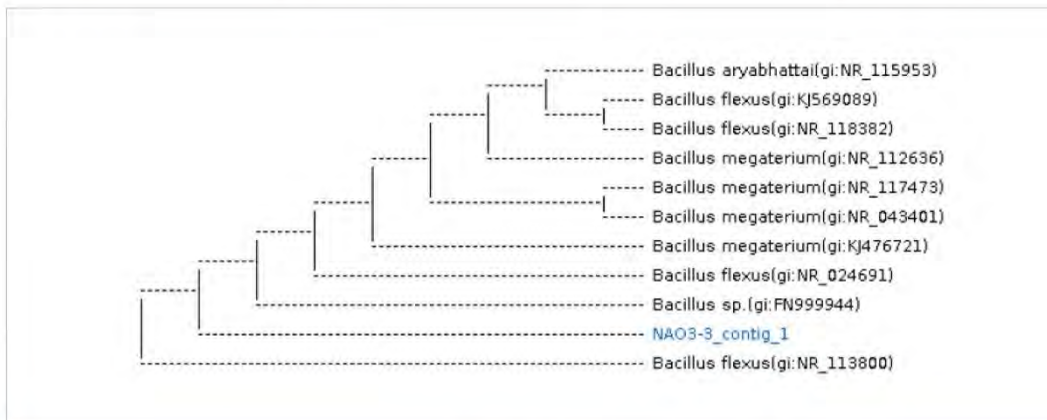 Bacillus aryabhattai(gi:NR_115953)
Bacillus flexus(gi:KJ569089)
Bacillus flexus(gi:NR_118382)
Bacillus megaterium(gi:NR_112636)
Bacillus megaterium(gi:NR_117473)
Bacillus megaterium(gi:NR_043401)
Bacillus megaterium(gi:KJ476721)
Bacillus flexus(gi:NR_024691)
Bacillus sp.(gi:FN999944)
NAO3-3_contig_1
Bacillus flexus(gi:NR_113800)